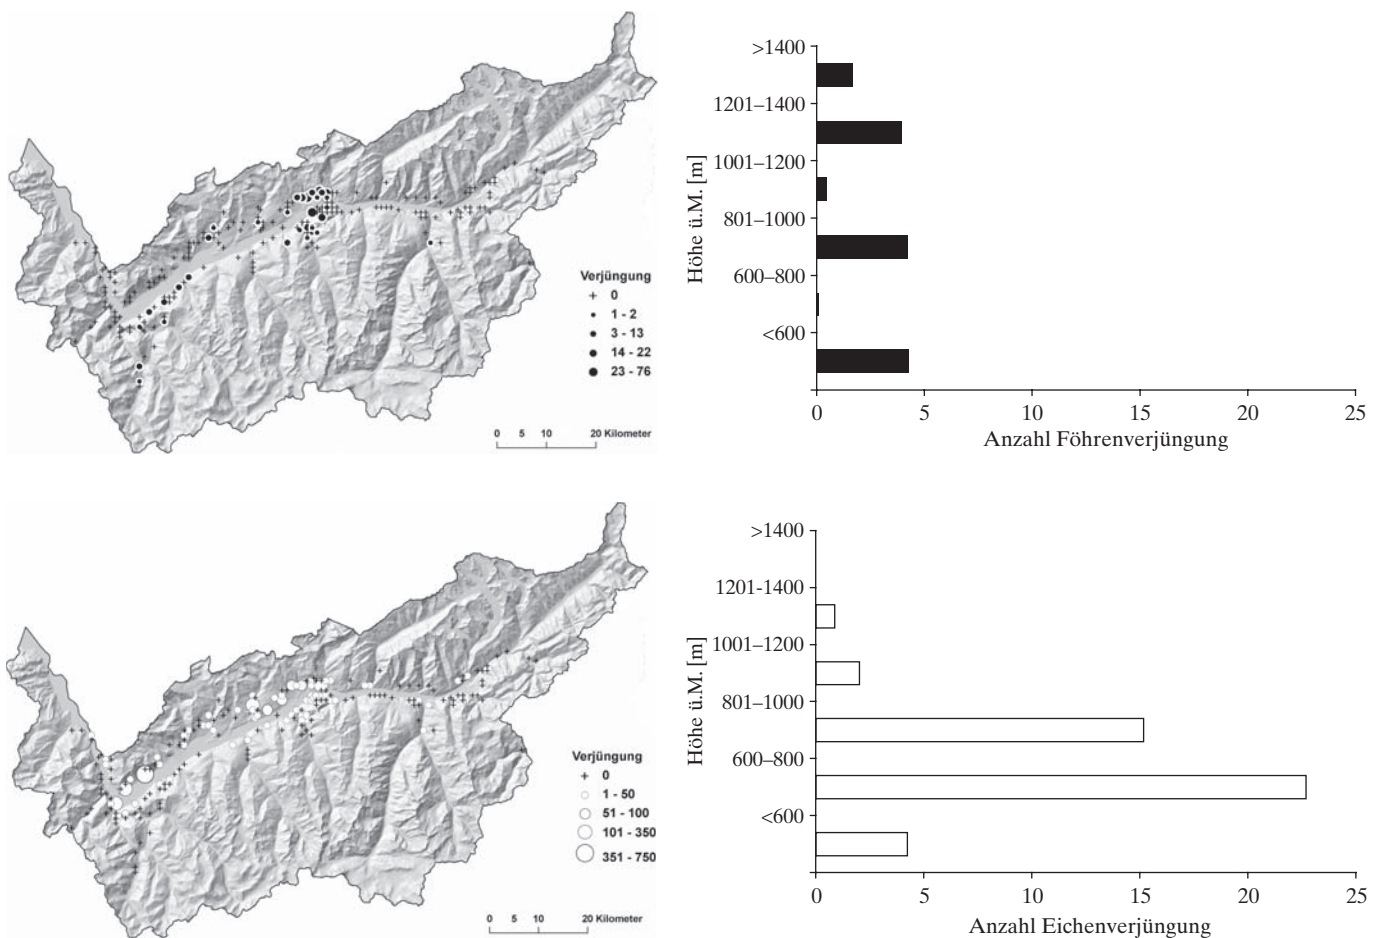 Verjüngung
+ 0
1 - 2
3 - 13
14 - 22
23 - 76
0 5 10 20 Kilometer
>1400
1201–1400
1001–1200
801–1000
600–800
<600
Höhe ü.M. [m]
0 5 10 15 20 25
Anzahl Föhrenverjüngung
Verjüngung
+ 0
1 - 50
51 - 100
101 - 350
351 - 750
0 5 10 20 Kilometer
>1400
1201-1400
1001–1200
801–1000
600–800
<600
Höhe ü.M. [m]
0 5 10 15 20 25
Anzahl Eichenverjüngung